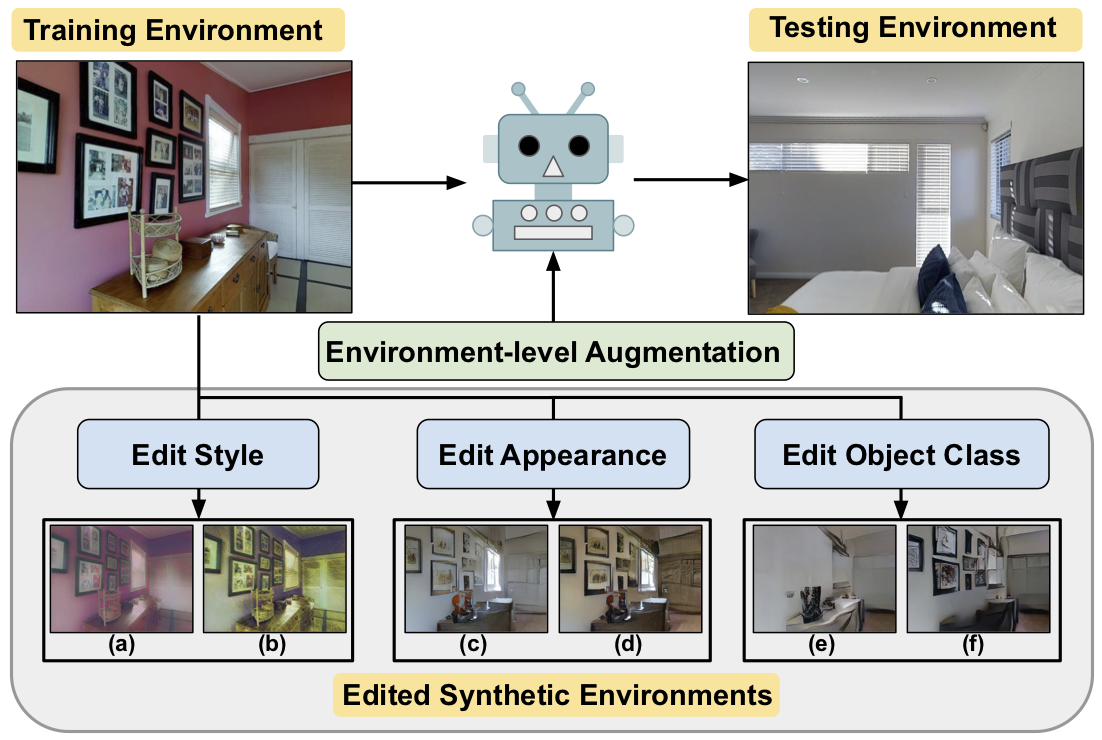 Training Environment
Testing Environment
Environment-level Augmentation
Edit Style
Edit Appearance
Edit Object Class
(a)
(b)
(c)
(d)
(e)
(f)
Edited Synthetic Environments